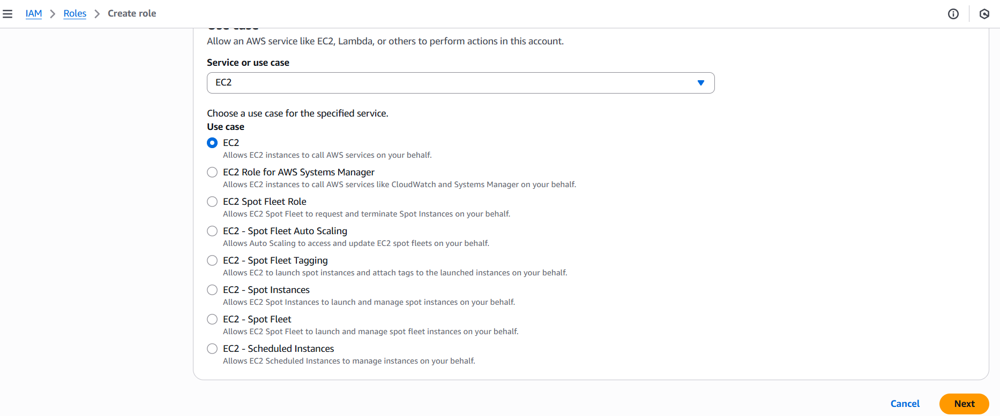 IAM > Roles > Create role
Use case
Allow an AWS service like EC2, Lambda, or others to perform actions in this account.
Service or use case
EC2
Choose a use case for the specified service.
Use case
EC2
Allows EC2 instances to call AWS services on your behalf.
EC2 Role for AWS Systems Manager
Allows EC2 instances to call AWS services like CloudWatch and Systems Manager on your behalf.
EC2 Spot Fleet Role
Allows EC2 Spot Fleet to request and terminate Spot Instances on your behalf.
EC2 - Spot Fleet Auto Scaling
Allows Auto Scaling to access and update EC2 spot fleets on your behalf.
EC2 - Spot Fleet Tagging
Allows EC2 to launch spot instances and attach tags to the launched instances on your behalf.
EC2 - Spot Instances
Allows EC2 Spot Instances to launch and manage spot instances on your behalf.
EC2 - Spot Fleet
Allows EC2 Spot Fleet to launch and manage spot fleet instances on your behalf.
EC2 - Scheduled Instances
Allows EC2 Scheduled Instances to manage instances on your behalf.
Cancel Next